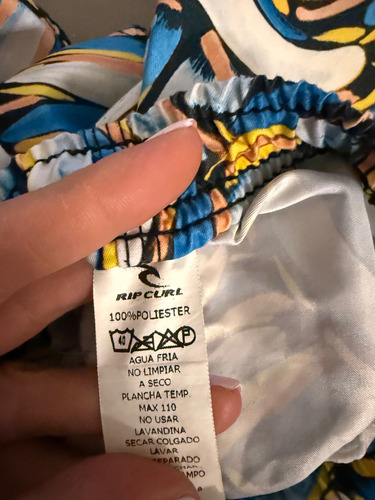 RIP CURL
100%POLIESTER
40 P
AGUA FRIA
NO LIMPIAR
A SECO
PLANCHA TEMP.
MAX 110
NO USAR
LAVANDINA
SECAR COLGADO
LAVAR